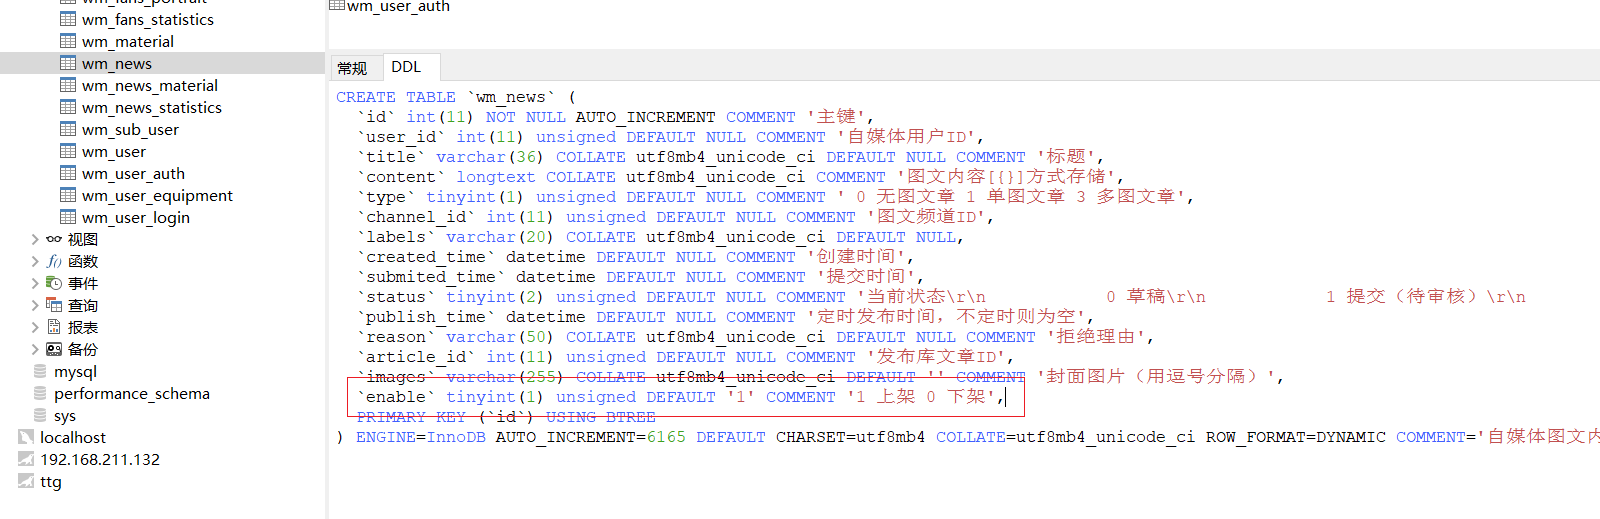 wm_fans_portrait
wm_fans_statistics
wm_material
wm_news
wm_news_material
wm_news_statistics
wm_sub_user
wm_user
wm_user_auth
wm_user_equipment
wm_user_login
视图
f() 函数
事件
查询
报表
备份
mysql
performance_schema
sys
localhost
192.168.211.132
ttg
wm_user_auth
常规 DDL
CREATE TABLE `wm_news` (
  `id` int(11) NOT NULL AUTO_INCREMENT COMMENT '主键',
  `user_id` int(11) unsigned DEFAULT NULL COMMENT '自媒体用户ID',
  `title` varchar(36) COLLATE utf8mb4_unicode_ci DEFAULT NULL COMMENT '标题',
  `content` longtext COLLATE utf8mb4_unicode_ci COMMENT '图文内容[{}]方式存储',
  `type` tinyint(1) unsigned DEFAULT NULL COMMENT ' 0 无图文章 1 单图文章 3 多图文章',
  `channel_id` int(11) unsigned DEFAULT NULL COMMENT '图文频道ID',
  `labels` varchar(20) COLLATE utf8mb4_unicode_ci DEFAULT NULL,
  `created_time` datetime DEFAULT NULL COMMENT '创建时间',
  `submited_time` datetime DEFAULT NULL COMMENT '提交时间',
  `status` tinyint(2) unsigned DEFAULT NULL COMMENT '当前状态\r\n            0 草稿\r\n            1 提交（待审核）\r\n
  `publish_time` datetime DEFAULT NULL COMMENT '定时发布时间，不定时则为空',
  `reason` varchar(50) COLLATE utf8mb4_unicode_ci DEFAULT NULL COMMENT '拒绝理由',
  `article_id` int(11) unsigned DEFAULT NULL COMMENT '发布库文章ID',
  `images` varchar(255) COLLATE utf8mb4_unicode_ci DEFAULT '' COMMENT '封面图片（用逗号分隔）',
  `enable` tinyint(1) unsigned DEFAULT '1' COMMENT '1 上架 0 下架',
  PRIMARY KEY (`id`) USING BTREE
) ENGINE=InnoDB AUTO_INCREMENT=6165 DEFAULT CHARSET=utf8mb4 COLLATE=utf8mb4_unicode_ci ROW_FORMAT=DYNAMIC COMMENT='自媒体图文内